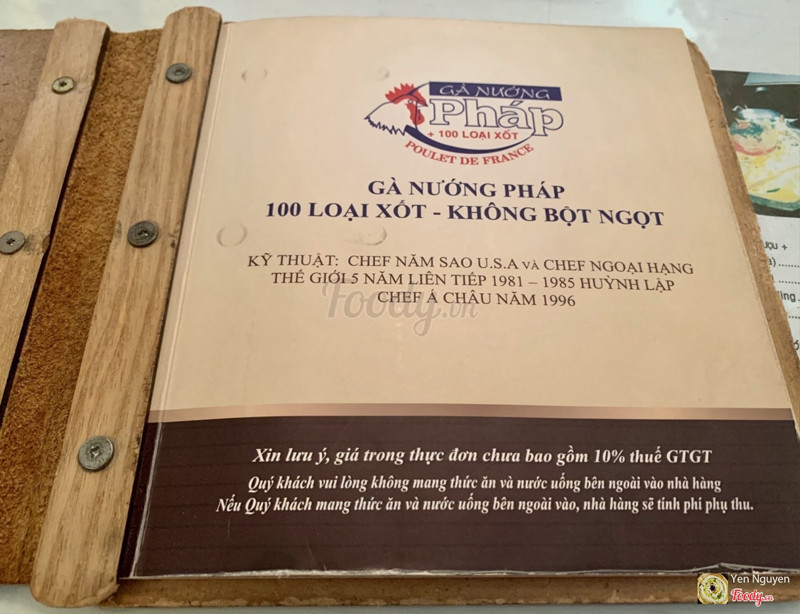 GÀ NƯỚNG
Pháp
+ 100 LOẠI XỐT
POULET DE FRANCE
GÀ NƯỚNG PHÁP
100 LOẠI XỐT - KHÔNG BỘT NGỌT
KỸ THUẬT: CHEF NĂM SAO U.S.A VÀ CHEF NGOẠI HẠNG
THẾ GIỚI 5 NĂM LIÊN TIẾP 1981 – 1985 HUỲNH LẬP
CHEF Á CHÂU NĂM 1996
Foody.vn
Xin lưu ý, giá trong thực đơn chưa bao gồm 10% thuế GTGT
Quý khách vui lòng không mang thức ăn và nước uống bên ngoài vào nhà hàng
Nếu Quý khách mang thức ăn và nước uống bên ngoài vào, nhà hàng sẽ tính phí phụ thu.
Yen Nguyen
Foody.vn